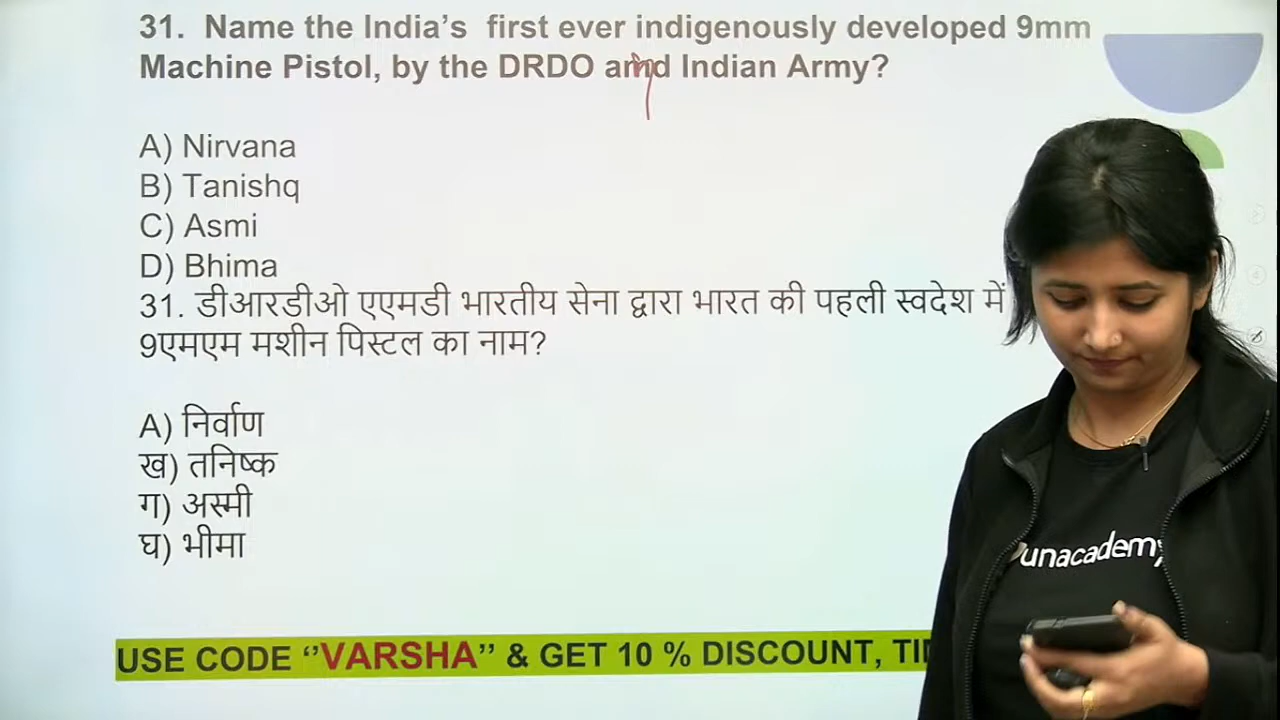 31. Name the India’s first ever indigenously developed 9mm
Machine Pistol, by the DRDO amd Indian Army?
A) Nirvana
B) Tanishq
C) Asmi
D) Bhima
31. डीआरडीओ एएमडी भारतीय सेना द्वारा भारत की पहली स्वदेश में
9एमएम मशीन पिस्टल का नाम?
A) निर्वाण
ख) तनिष्क
ग) अस्मी
घ) भीमा
USE CODE ‘’VARSHA’’ & GET 10 % DISCOUNT,
unacademy